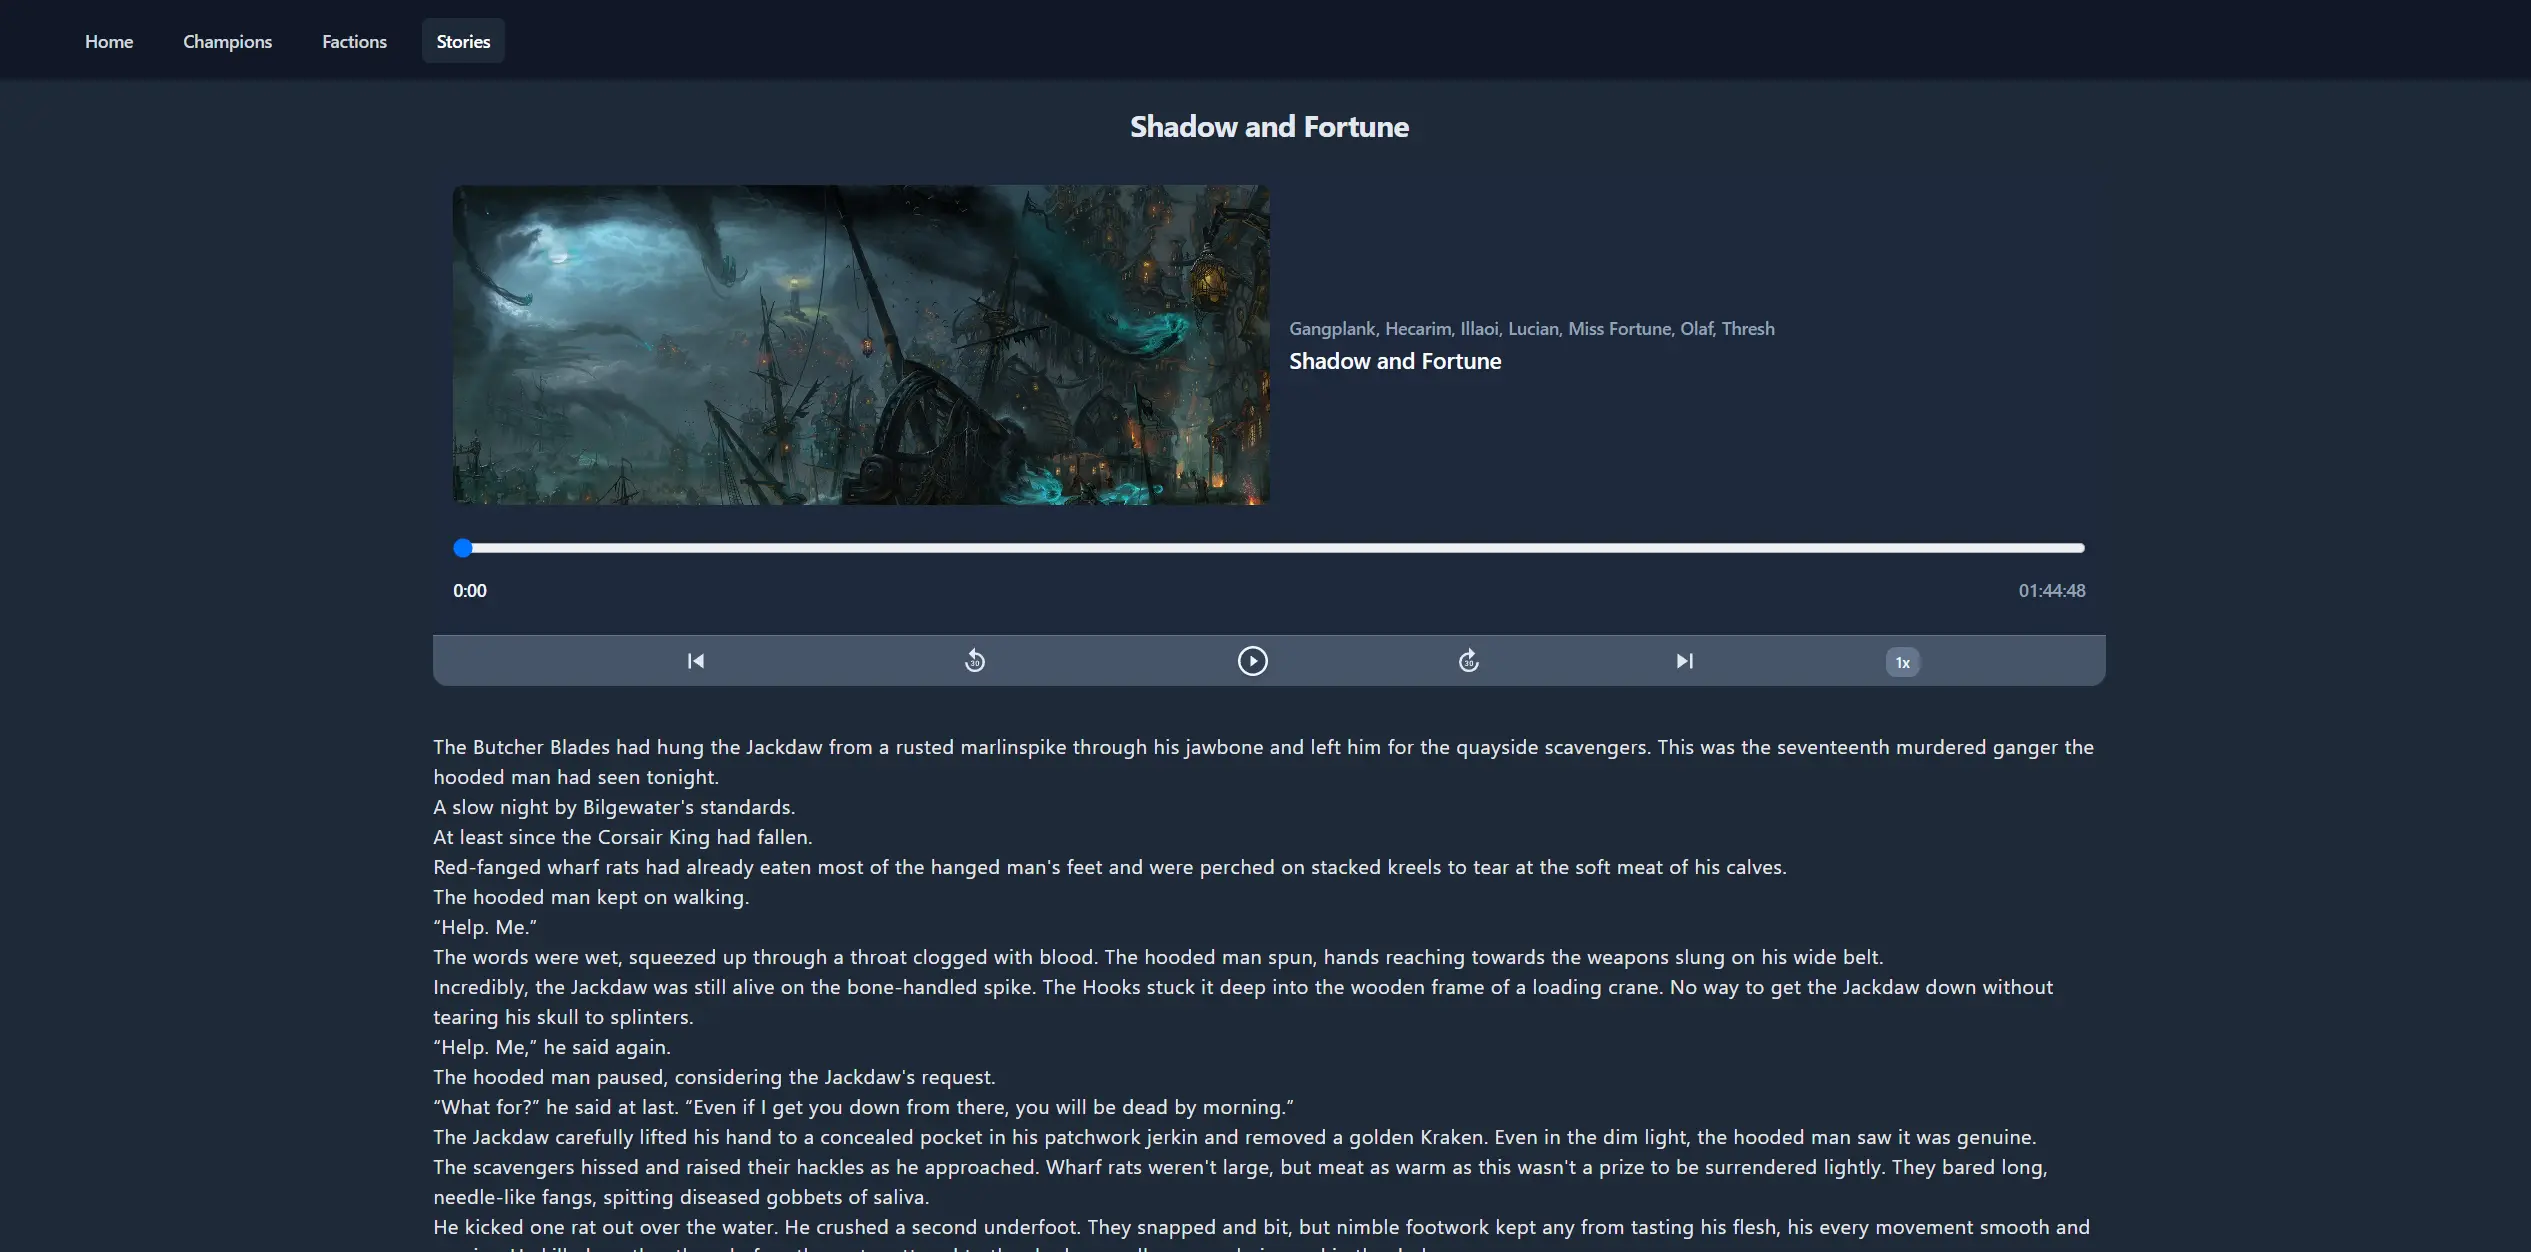 Home Champions Factions Stories
Shadow and Fortune
Gangplank, Hecarim, Illaoi, Lucian, Miss Fortune, Olaf, Thresh
Shadow and Fortune
0:00 01:44:48
30 30 1x
The Butcher Blades had hung the Jackdaw from a rusted marlinspike through his jawbone and left him for the quayside scavengers. This was the seventeenth murdered ganger the
hooded man had seen tonight.
A slow night by Bilgewater's standards.
At least since the Corsair King had fallen.
Red-fanged wharf rats had already eaten most of the hanged man's feet and were perched on stacked kreels to tear at the soft meat of his calves.
The hooded man kept on walking.
“Help. Me.”
The words were wet, squeezed up through a throat clogged with blood. The hooded man spun, hands reaching towards the weapons slung on his wide belt.
Incredibly, the Jackdaw was still alive on the bone-handled spike. The Hooks stuck it deep into the wooden frame of a loading crane. No way to get the Jackdaw down without
tearing his skull to splinters.
“Help. Me,” he said again.
The hooded man paused, considering the Jackdaw's request.
“What for?” he said at last. “Even if I get you down from there, you will be dead by morning.”
The Jackdaw carefully lifted his hand to a concealed pocket in his patchwork jerkin and removed a golden Kraken. Even in the dim light, the hooded man saw it was genuine.
The scavengers hissed and raised their hackles as he approached. Wharf rats weren't large, but meat as warm as this wasn't a prize to be surrendered lightly. They bared long,
needle-like fangs, spitting diseased gobbets of saliva.
He kicked one rat out over the water. He crushed a second underfoot. They snapped and bit, but nimble footwork kept any from tasting his flesh, his every movement smooth and